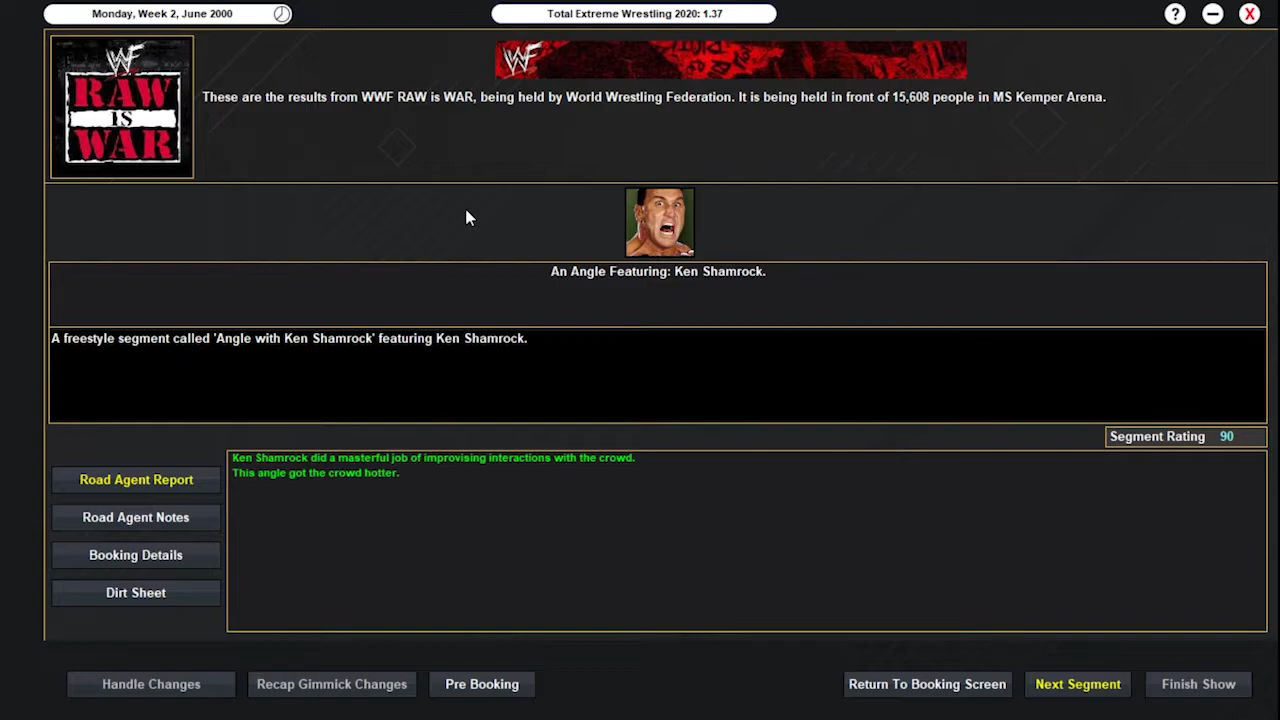 Monday, Week 2, June 2000
Total Extreme Wrestling 2020: 1.37
?
X
WF
RAW
IS
WAR
WF
These are the results from WWF RAW is WAR, being held by World Wrestling Federation. It is being held in front of 15,608 people in MS Kemper Arena.
An Angle Featuring: Ken Shamrock.
A freestyle segment called 'Angle with Ken Shamrock' featuring Ken Shamrock.
Segment Rating 90
Road Agent Report
Road Agent Notes
Booking Details
Dirt Sheet
Ken Shamrock did a masterful job of improvising interactions with the crowd.
This angle got the crowd hotter.
Handle Changes
Recap Gimmick Changes
Pre Booking
Return To Booking Screen
Next Segment
Finish Show